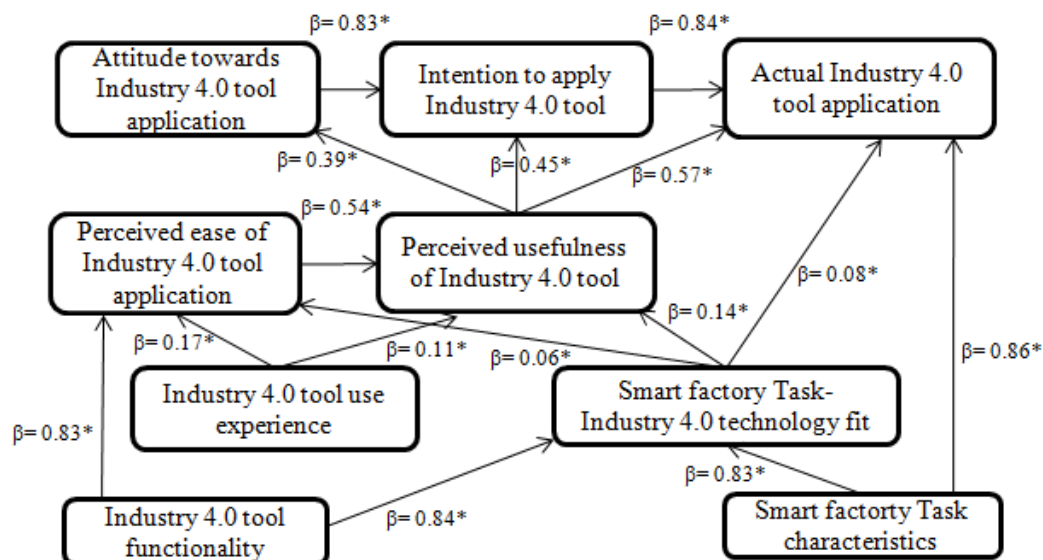 β= 0.83*
β= 0.84*
Attitude towards
Industry 4.0 tool
application
Intention to apply
Industry 4.0 tool
Actual Industry 4.0
tool application
β= 0.39*
β= 0.45*
β= 0.57*
β= 0.54*
Perceived ease of
Industry 4.0 tool
application
Perceived usefulness
of Industry 4.0 tool
β= 0.08*
β= 0.14*
β= 0.17*
β= 0.11*
β= 0.06*
β= 0.86*
Industry 4.0 tool use
experience
Smart factory Task-
Industry 4.0 technology fit
β= 0.83*
β= 0.83*
β= 0.84*
Industry 4.0 tool
functionality
Smart factorty Task
characteristics